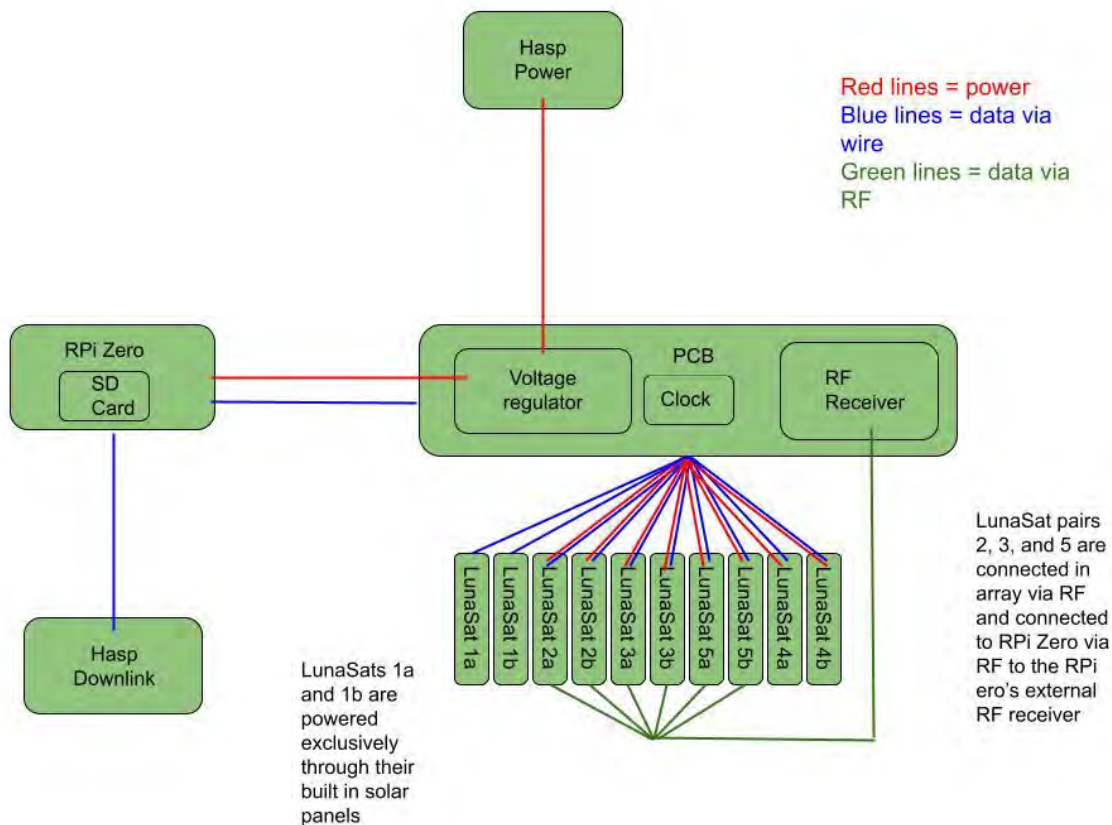 Hasp
Power
Red lines = power
Blue lines = data via
wire
Green lines = data via
RF
RPi Zero
SD
Card
Voltage
regulator
PCB
Clock
RF
Receiver
LunaSat 1a
LunaSat 1b
LunaSat 2a
LunaSat 2b
LunaSat 3a
LunaSat 3b
LunaSat 5a
LunaSat 5b
LunaSat 4a
LunaSat 4b
Hasp
Downlink
LunaSats 1a
and 1b are
powered
exclusively
through their
built in solar
panels
LunaSat pairs
2, 3, and 5 are
connected in
array via RF
and connected
to RPi Zero via
RF to the RPi
ero's external
RF receiver